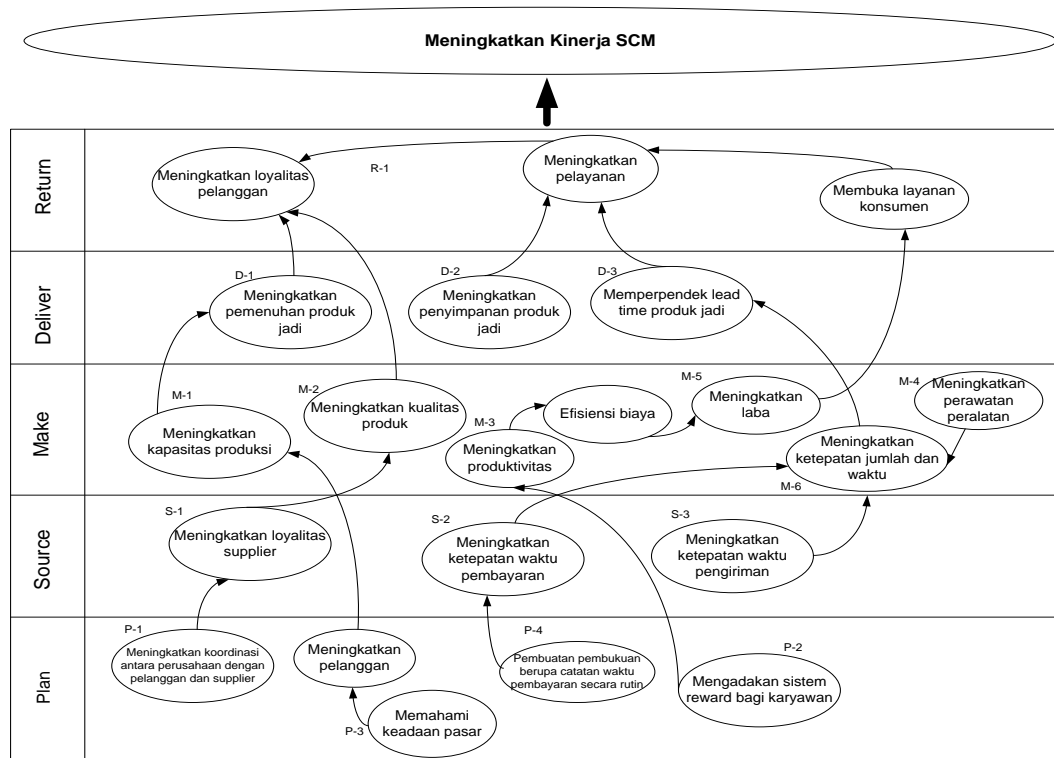 Meningkatkan Kinerja SCM
Return
Meningkatkan loyalitas
pelanggan
R-1
Meningkatkan
pelayanan
Membuka layanan
konsumen
Deliver
D-1
Meningkatkan
pemenuhan produk
jadi
D-2
Meningkatkan
penyimpanan produk
jadi
D-3
Memperpendek lead
time produk jadi
Make
M-1
Meningkatkan
kapasitas produksi
M-2
Meningkatkan kualitas
produk
M-3
Meningkatkan
produktivitas
Efisiensi biaya
M-5
Meningkatkan
laba
M-4
Meningkatkan
perawatan
peralatan
Meningkatkan
ketepatan jumlah dan
waktu
M-6
Source
S-1
Meningkatkan loyalitas
supplier
S-2
Meningkatkan
ketepatan waktu
pembayaran
S-3
Meningkatkan
ketepatan waktu
pengiriman
Plan
P-1
Meningkatkan koordinasi
antara perusahaan dengan
pelanggan dan supplier
Meningkatkan
pelanggan
P-3
Memahami
keadaan pasar
P-4
Pembuatan pembukuan
berupa catatan waktu
pembayaran secara rutin
P-2
Mengadakan sistem
reward bagi karyawan